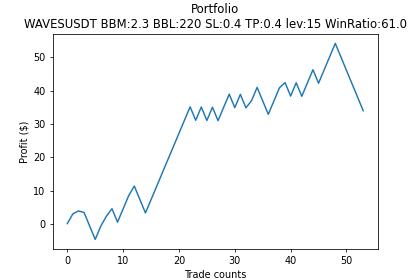 Portfolio
WAVESUSDT BBM:2.3 BBL:220 SL:0.4 TP:0.4 lev:15 WinRatio:61.0
50
40
30
20
10
0
Profit ($)
0 10 20 30 40 50
Trade counts